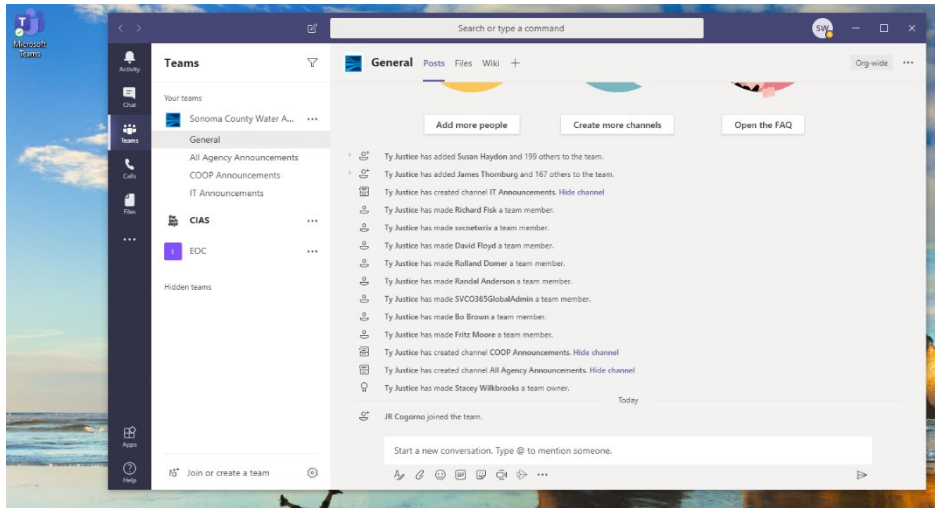 Microsoft
Teams
Search or type a command
SW
Activity
Chat
Teams
Calls
Files
Apps
Help
Teams
Your teams
Sonoma County Water A...
General
All Agency Announcements
COOP Announcements
IT Announcements
CIAS
EOC
Hidden teams
Join or create a team
General Posts Files Wiki
Org-wide
Add more people
Create more channels
Open the FAQ
Ty Justice has added Susan Haydon and 199 others to the team.
Ty Justice has added James Thornburg and 167 others to the team.
Ty Justice has created channel IT Announcements. Hide channel
Ty Justice has made Richard Fisk a team member.
Ty Justice has made svcnetwrix a team member.
Ty Justice has made David Floyd a team member.
Ty Justice has made Rolland Domer a team member.
Ty Justice has made Randal Anderson a team member.
Ty Justice has made SVCO365GlobalAdmin a team member.
Ty Justice has made Bo Brown a team member.
Ty Justice has made Fritz Moore a team member.
Ty Justice has created channel COOP Announcements. Hide channel
Ty Justice has created channel All Agency Announcements. Hide channel
Ty Justice has made Stacey Willkbrooks a team owner.
Today
JR Cogorno joined the team.
Start a new conversation. Type @ to mention someone.